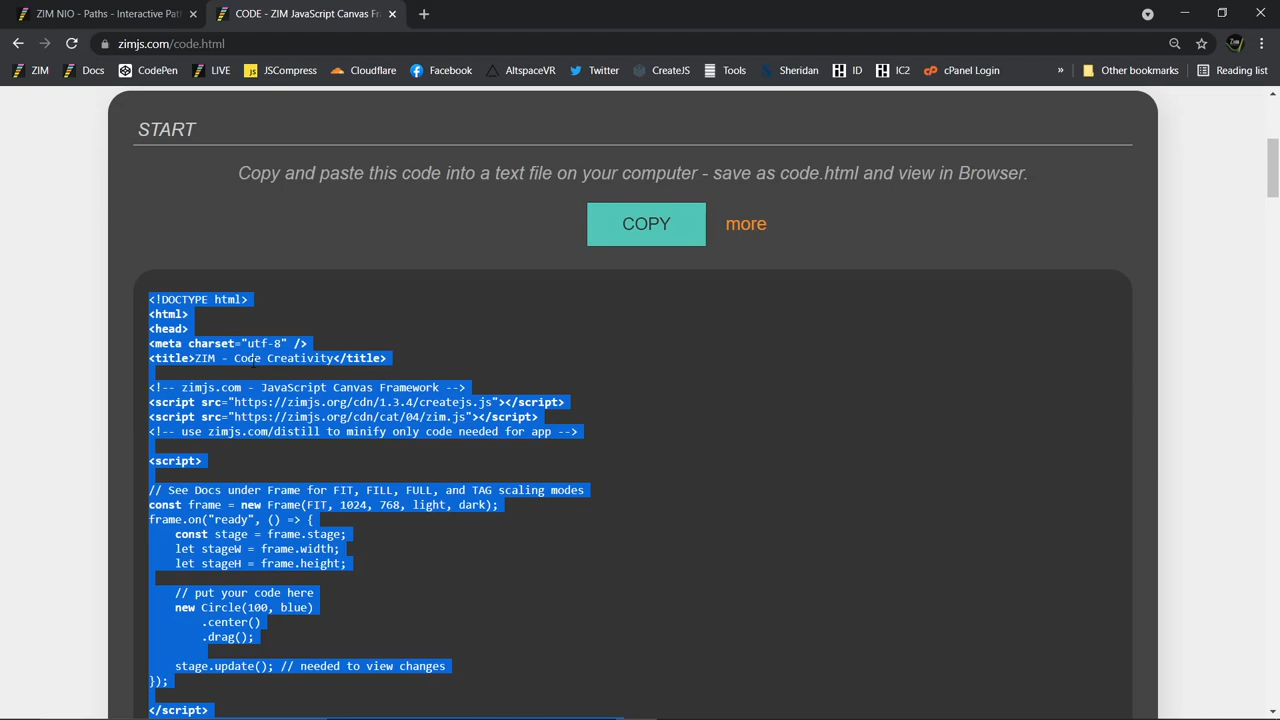 ZIM NIO - Paths - Interactive Pat
CODE - ZIM JavaScript Canvas Fr
zimjs.com/code.html
ZIM
Docs
CodePen
LIVE
JSCompress
Cloudflare
Facebook
AltspaceVR
Twitter
CreateJS
Tools
Sheridan
ID
IC2
cPanel Login
»
Other bookmarks
Reading list
START
Copy and paste this code into a text file on your computer - save as code.html and view in Browser.
COPY
more
<!DOCTYPE html>
<html>
<head>
<meta charset="utf-8" />
<title>ZIM - Code Creativity</title>
<!-- zimjs.com - JavaScript Canvas Framework -->
<script src="https://zimjs.org/cdn/1.3.4/createjs.js"></script>
<script src="https://zimjs.org/cdn/cat/04/zim.js"></script>
<!-- use zimjs.com/distill to minify only code needed for app -->
<script>
// See Docs under Frame for FIT, FILL, FULL, and TAG scaling modes
const frame = new Frame(FIT, 1024, 768, light, dark);
frame.on("ready", () => {
const stage = frame.stage;
let stageW = frame.width;
let stageH = frame.height;
// put your code here
new Circle(100, blue)
.center()
.drag();
stage.update(); // needed to view changes
});
</script>